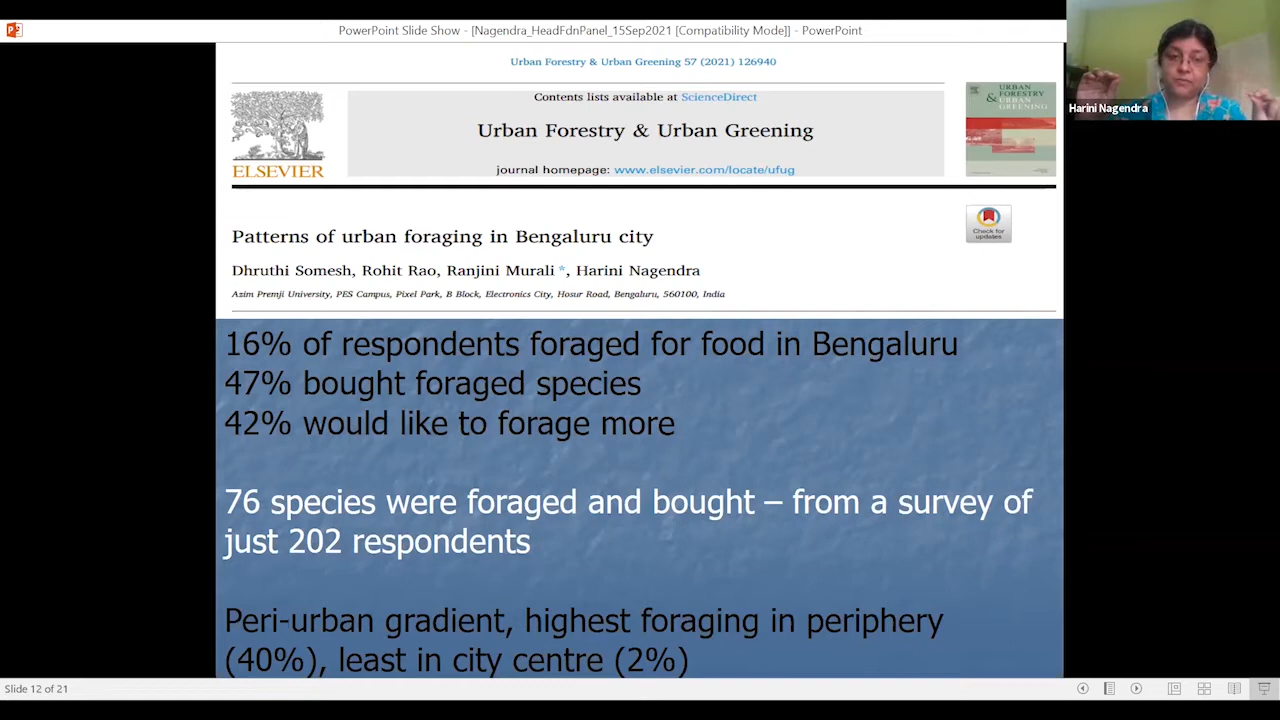 PowerPoint Slide Show - [Nagendra_HeadFdnPanel_15Sep2021 [Compatibility Mode]] - PowerPoint
Harini Nagendra
Urban Forestry & Urban Greening 57 (2021) 126940
Contents lists available at ScienceDirect
Urban Forestry & Urban Greening
journal homepage: www.elsevier.com/locate/ufug
ELSEVIER
URBAN
FORESTRY
& URBAN
GREENING
Patterns of urban foraging in Bengaluru city
Check for
updates
Dhruthi Somesh, Rohit Rao, Ranjini Murali *, Harini Nagendra
Azim Premji University, PES Campus, Pixel Park, B Block, Electronics City, Hosur Road, Bengaluru, 560100, India
16% of respondents foraged for food in Bengaluru
47% bought foraged species
42% would like to forage more
76 species were foraged and bought – from a survey of
just 202 respondents
Peri-urban gradient, highest foraging in periphery
(40%), least in city centre (2%)
Slide 12 of 21